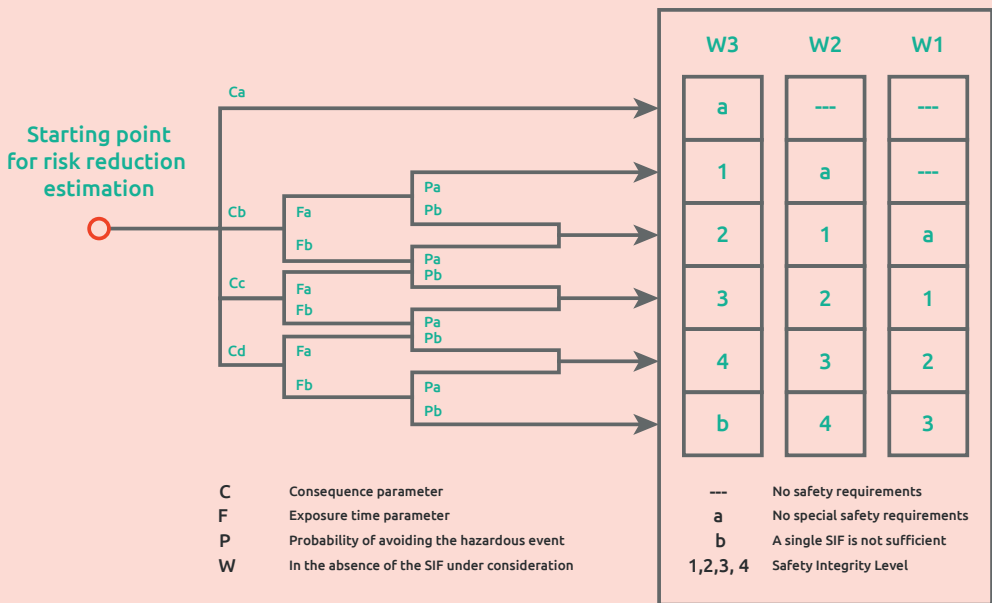 W3 W2 W1
Ca
a --- ---
Starting point
for risk reduction
estimation
1 a ---
Pa
Cb Fa Pb
2 1 a
Fb
Pa
Pb
Cc Fa
3 2 1
Fb
Pa
Pb
Cd Fa
4 3 2
Fb Pa
Pb
b 4 3
C Consequence parameter
F Exposure time parameter
P Probability of avoiding the hazardous event
W In the absence of the SIF under consideration
--- No safety requirements
a No special safety requirements
b A single SIF is not sufficient
1,2,3, 4 Safety Integrity Level